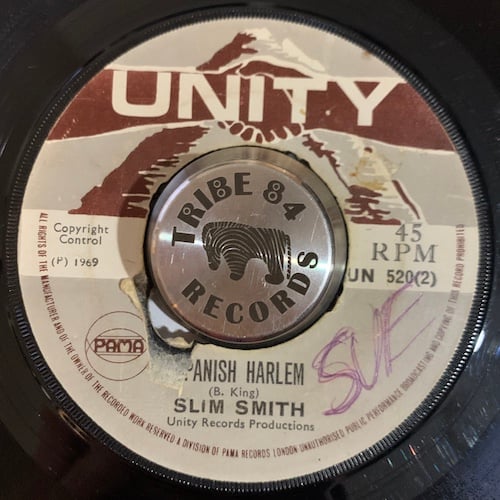 UNITY
TRIBE 84
RECORDS
Copyright
Control
(P) 1969
45
RPM
UN 520(2)
PAMA
PANISH HARLEM
(B. King)
SLIM SMITH
Unity Records Productions
SUE
ALL RIGHTS OF THE MANUFACTURER AND OF THE OWNER OF THE RECORDED WORK RESERVED A DIVISION OF PAMA RECORDS LONDON UNAUTHORISED PUBLIC PERFORMANCE BROADCASTING AND COPYING OF THIS RECORD PROHIBITED